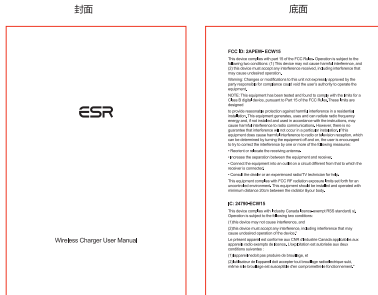 封面
底面
ESR
Wireless Charger User Manual
FCC ID: 2APEW-ECW15
This device complies with part 15 of the FCC Rules. Operation is subject to the
following two conditions: (1) This device may not cause harmful interference, and
(2) this device must accept any interference received, including interference that
may cause undesired operation.
Warning: Changes or modifications to this unit not expressly approved by the
party responsible for compliance could void the user's authority to operate the
equipment.
NOTE: This equipment has been tested and found to comply with the limits for a
Class B digital device, pursuant to Part 15 of the FCC Rules. These limits are
designed
to provide reasonable protection against harmful interference in a residential
installation. This equipment generates, uses and can radiate radio frequency
energy and, if not installed and used in accordance with the instructions, may
cause harmful interference to radio communications. However, there is no
guarantee that interference will not occur in a particular installation. If this
equipment does cause harmful interference to radio or television reception, which
can be determined by turning the equipment off and on, the user is encouraged
to try to correct the interference by one or more of the following measures:
• Reorient or relocate the receiving antenna.
• Increase the separation between the equipment and receiver.
• Connect the equipment into an outlet on a circuit different from that to which the
receiver is connected.
• Consult the dealer or an experienced radio/TV technician for help.
This equipment complies with FCC RF radiation exposure limits set forth for an
uncontrolled environment. This equipment should be installed and operated with
minimum distance 20cm between the radiator & your body.
This device complies with Industry Canada licence-exempt RSS standard(s).
Operation is subject to the following two conditions:
(1) this device may not cause interference, and
(2) this device must accept any interference, including interference that may
cause undesired operation of the device.
Le présent appareil est conforme aux CNR d'Industrie Canada applicables aux
appareils radio exempts de licence. L'exploitation est autorisée aux deux
conditions suivantes :
(1) l'appareil ne doit pas produire de brouillage, et
(2) l'utilisateur de l'appareil doit accepter tout brouillage radioélectrique subi,
même si le brouillage est susceptible d'en compromettre le fonctionnement.